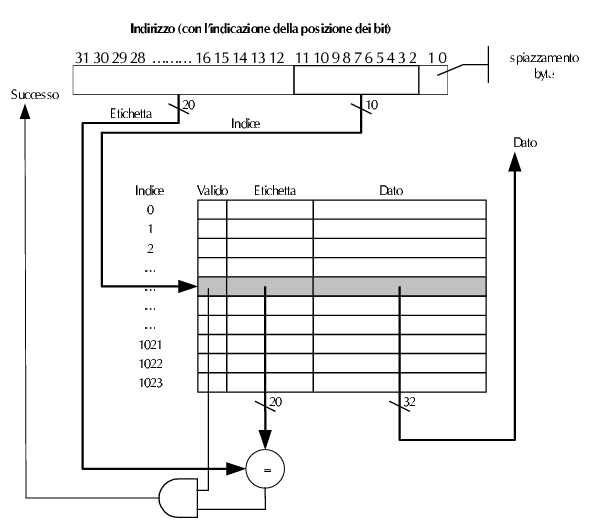 Indirizzo (con l'indicazione della posizione dei bit)
31 30 29 28 ……… 16 15 14 13 12 11 10 9 8 7 6 5 4 3 2 1 0
spiazzamento
byte
Successo
20
10
Etichetta
Indice
Dato
Indice Valido Etichetta Dato
0
1
2
...
...
...
...
1021
1022
1023
20
32
=